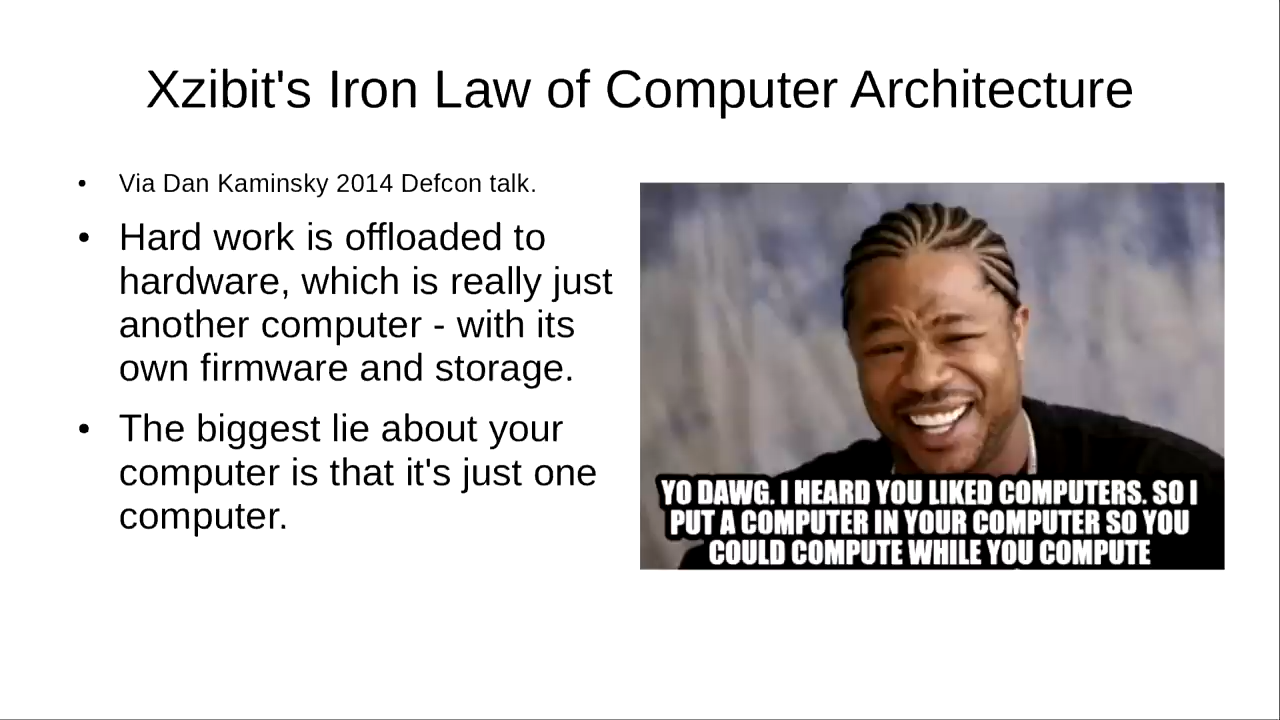 Xzibit's Iron Law of Computer Architecture
• Via Dan Kaminsky 2014 Defcon talk.
• Hard work is offloaded to
hardware, which is really just
another computer - with its
own firmware and storage.
• The biggest lie about your
computer is that it's just one
computer.
YO DAWG. I HEARD YOU LIKED COMPUTERS. SO I
PUT A COMPUTER IN YOUR COMPUTER SO YOU
COULD COMPUTE WHILE YOU COMPUTE